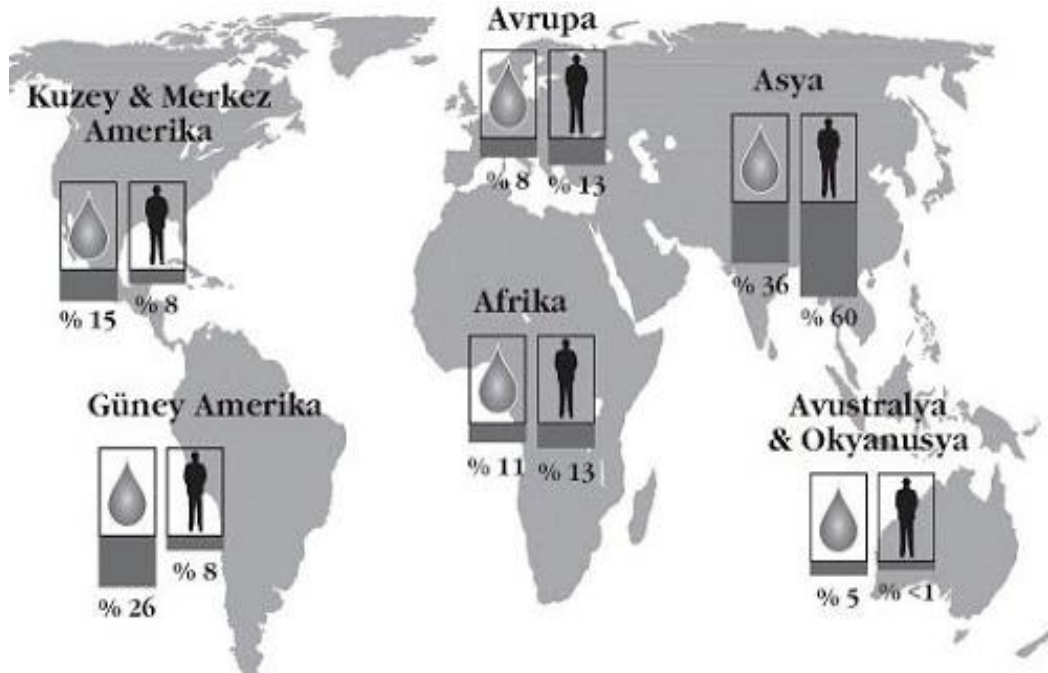 Avrupa
% 8
% 13
Kuzey & Merkez
Amerika
% 15
% 8
Asya
% 36
% 60
Afrika
% 11
% 13
Güney Amerika
% 26
% 8
Avustralya
& Okyanusya
% 5
% <1